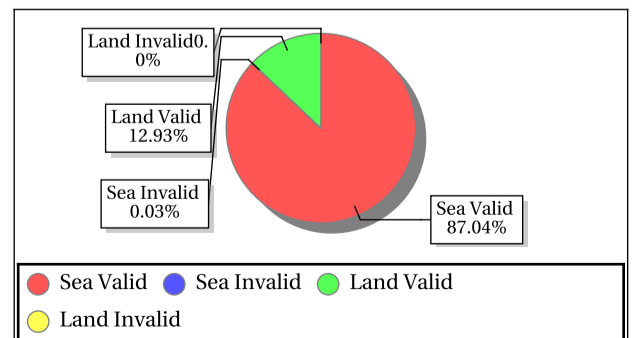 Land Invalid0.
0%
Land Valid
12.93%
Sea Invalid
0.03%
Sea Valid
87.04%
Sea Valid Sea Invalid Land Valid
Land Invalid